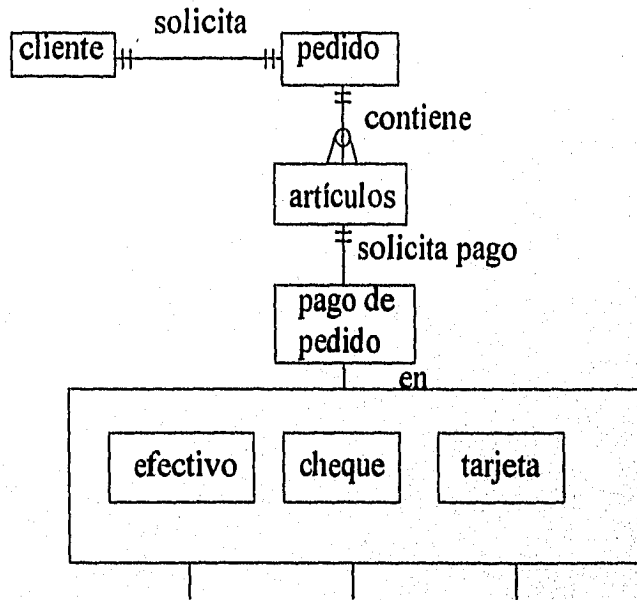 solicita
cliente
pedido
contiene
artículos
solicita pago
pago de
pedido
en
efectivo
cheque
tarjeta